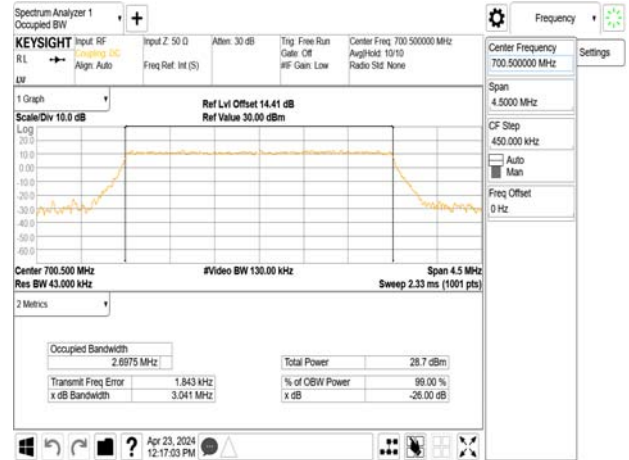 Spectrum Analyzer 1
Occupied BW
+
Frequency
KEYSIGHT
RL
Input: RF
Coupling: DC
Align: Auto
Input Z: 50 Ω
Freq Ref: Int (S)
Atten: 30 dB
Trig: Free Run
Gate: Off
#IF Gain: Low
Center Freq: 700.500000 MHz
Avg|Hold: 10/10
Radio Std: None
Center Frequency
700.500000 MHz
Settings
Span
4.5000 MHz
CF Step
450.000 kHz
Auto
Man
Freq Offset
0 Hz
1 Graph
Scale/Div 10.0 dB
Ref Lvl Offset 14.41 dB
Ref Value 30.00 dBm
Log
20.0
10.0
0.00
-10.0
-20.0
-30.0
-40.0
-50.0
-60.0
Center 700.500 MHz
Res BW 43.000 kHz
#Video BW 130.00 kHz
Span 4.5 MHz
Sweep 2.33 ms (1001 pts)
2 Metrics
Occupied Bandwidth
2.6975 MHz
Total Power 28.7 dBm
Transmit Freq Error 1.843 kHz
% of OBW Power 99.00 %
x dB Bandwidth 3.041 MHz
x dB -26.00 dB
?
Apr 23, 2024
12:17:03 PM